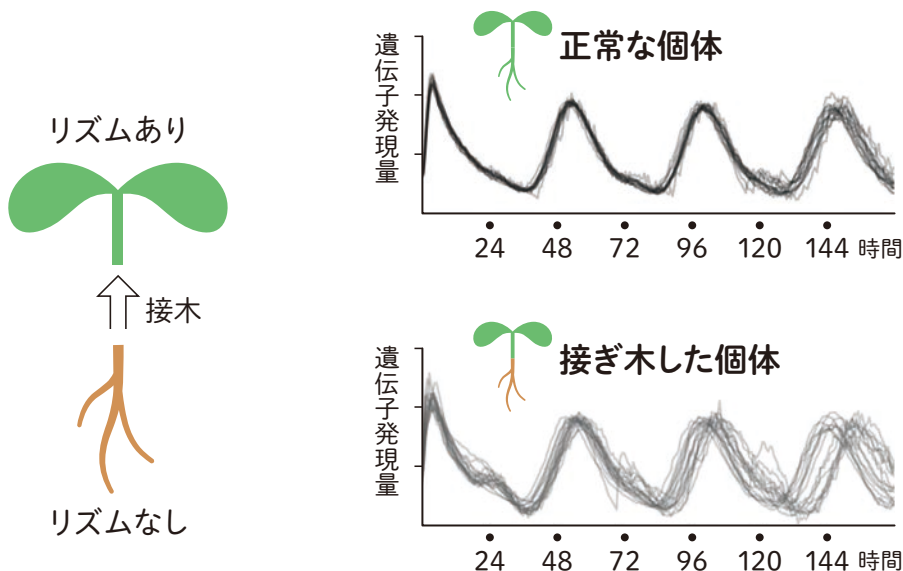 リズムあり
接木
リズムなし
正常な個体
遺伝子発現量
24 48 72 96 120 144 時間
接ぎ木した個体
遺伝子発現量
24 48 72 96 120 144 時間